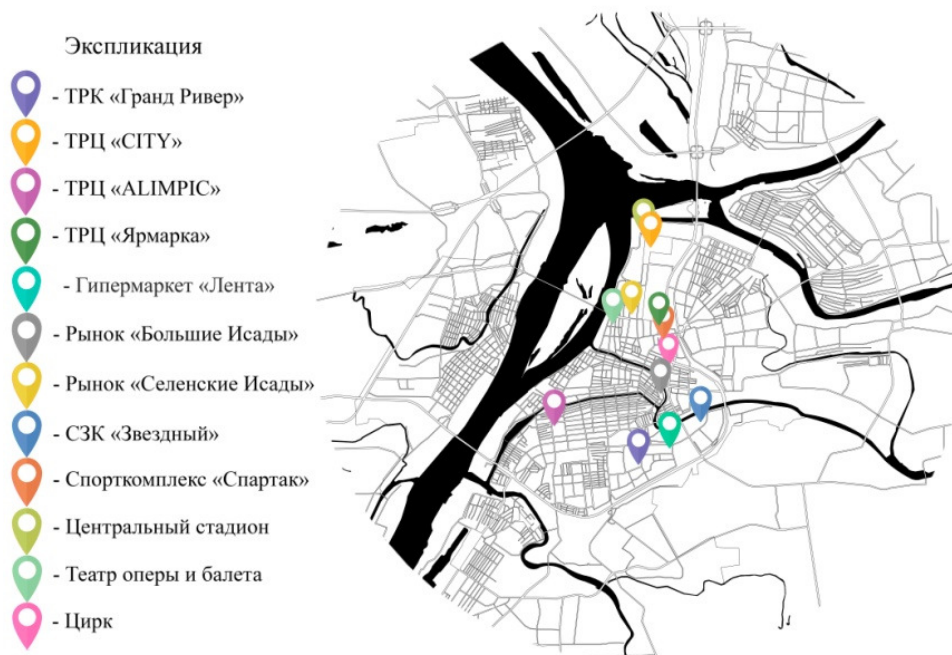 Экспликация
- ТРК «Гранд Ривер»
- ТРЦ «CITY»
- ТРЦ «ALIMPIC»
- ТРЦ «Ярмарка»
- Гипермаркет «Лента»
- Рынок «Большие Исады»
- Рынок «Селенские Исады»
- СЗК «Звездный»
- Спорткомплекс «Спартак»
- Центральный стадион
- Театр оперы и балета
- Цирк